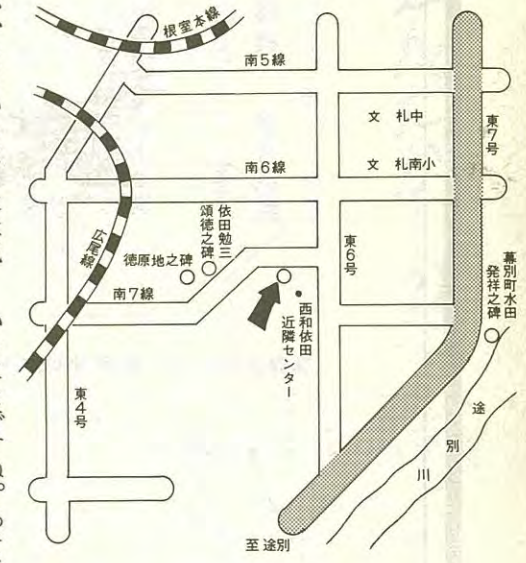 根室本線
南5線
文 札中
東7号
南6線
文 札南小
広尾線
依田勉三
頌徳之碑
徳原地之碑
東6号
幕別町水田
発祥之碑
南7線
西和依田
近隣センター
東4号
途別川
至 途別